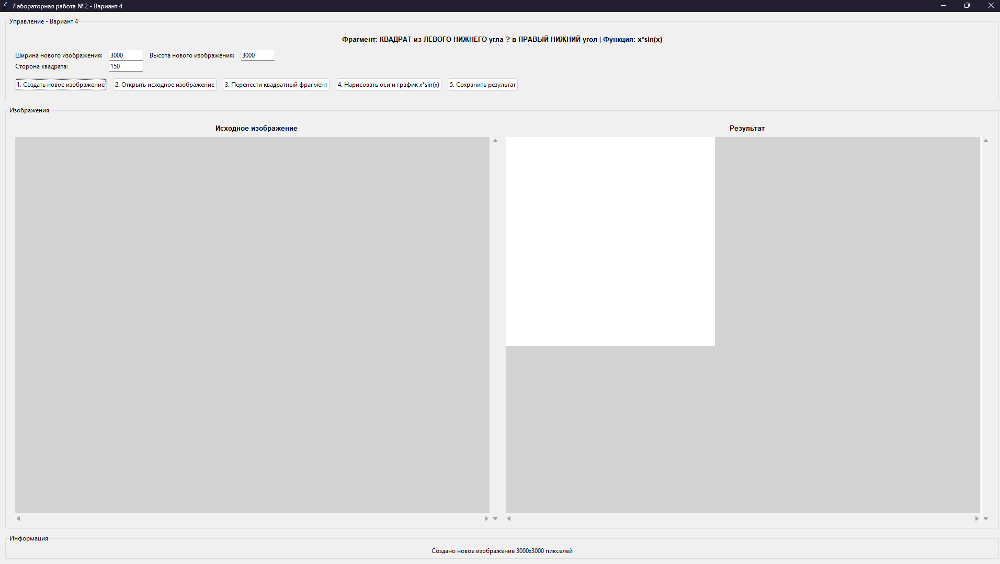 Лабораторная работа №2 - Вариант 4
Управление - Вариант 4
Фрагмент: КВАДРАТ из ЛЕВОГО НИЖНЕГО угла ? в ПРАВЫЙ НИЖНИЙ угол | Функция: x*sin(x)
Ширина нового изображения: 3000 Высота нового изображения: 3000
Сторона квадрата: 150
1. Создать новое изображение 2. Открыть исходное изображение 3. Перенести квадратный фрагмент 4. Нарисовать оси и график x*sin(x) 5. Сохранить результат
Изображения
Исходное изображение Результат
Информация
Создано новое изображение 3000x3000 пикселей